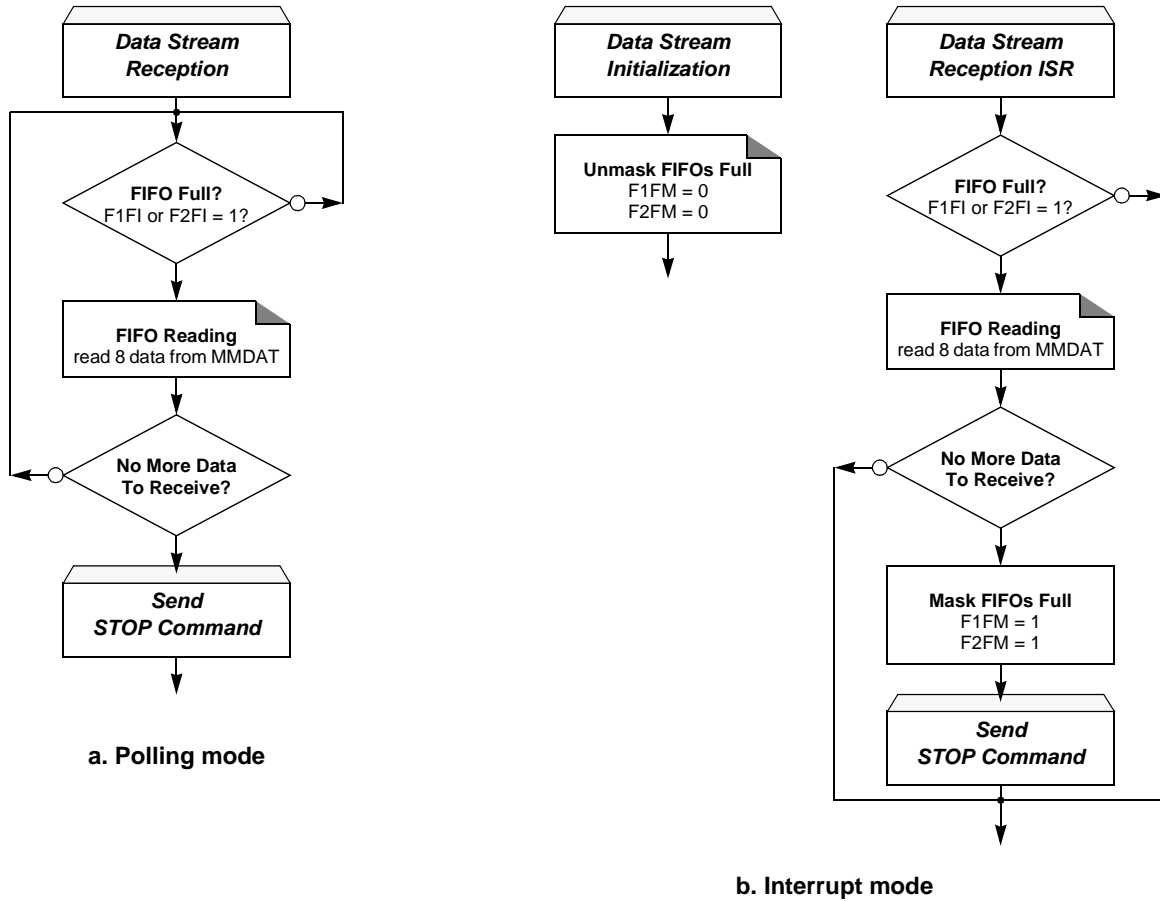 Data Stream
Reception
FIFO Full?
F1FI or F2FI = 1?
FIFO Reading
read 8 data from MMDAT
No More Data
To Receive?
Send
STOP Command
a. Polling mode
Data Stream
Initialization
Unmask FIFOs Full
F1FM = 0
F2FM = 0
Data Stream
Reception ISR
FIFO Full?
F1FI or F2FI = 1?
FIFO Reading
read 8 data from MMDAT
No More Data
To Receive?
Mask FIFOs Full
F1FM = 1
F2FM = 1
Send
STOP Command
b. Interrupt mode